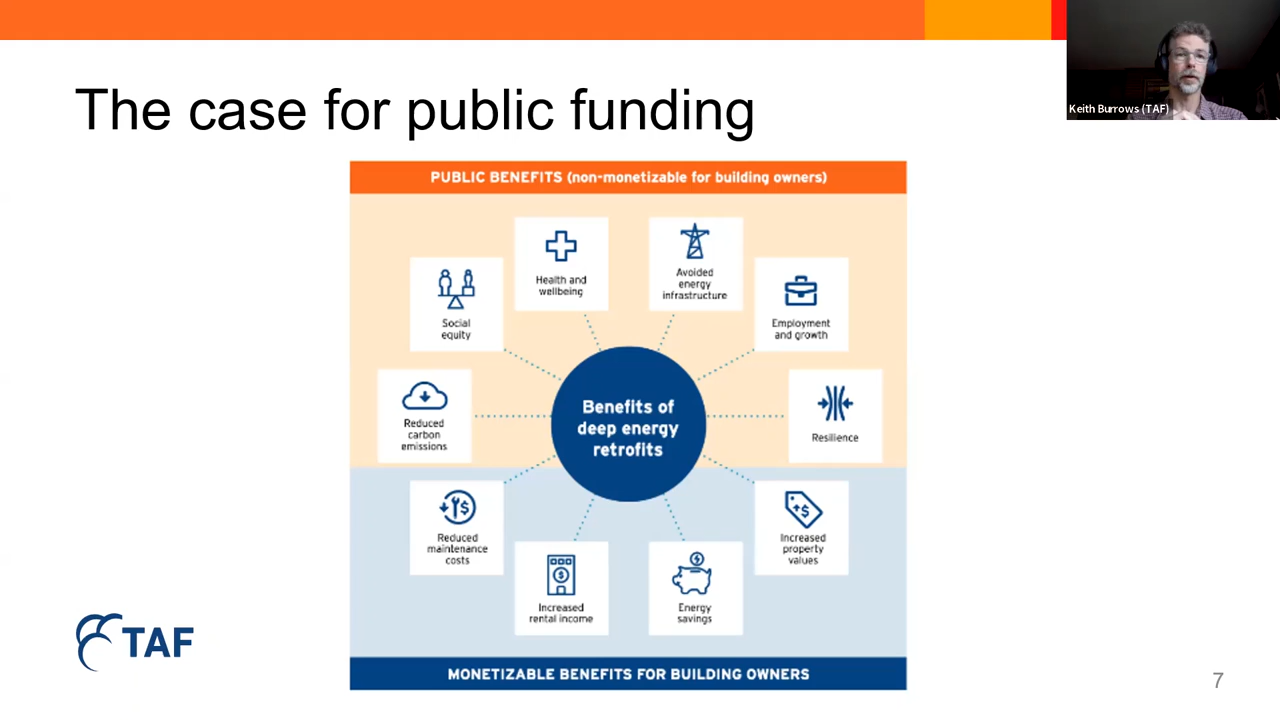 The case for public funding
Keith Burrows (TAF)
PUBLIC BENEFITS (non-monetizable for building owners)
Health and
wellbeing
Avoided
energy
infrastructure
Social
equity
Employment
and growth
Reduced
carbon
emissions
Benefits of
deep energy
retrofits
Resilience
Reduced
maintenance
costs
Increased
property
values
Increased
rental income
Energy
savings
MONETIZABLE BENEFITS FOR BUILDING OWNERS
TAF
7